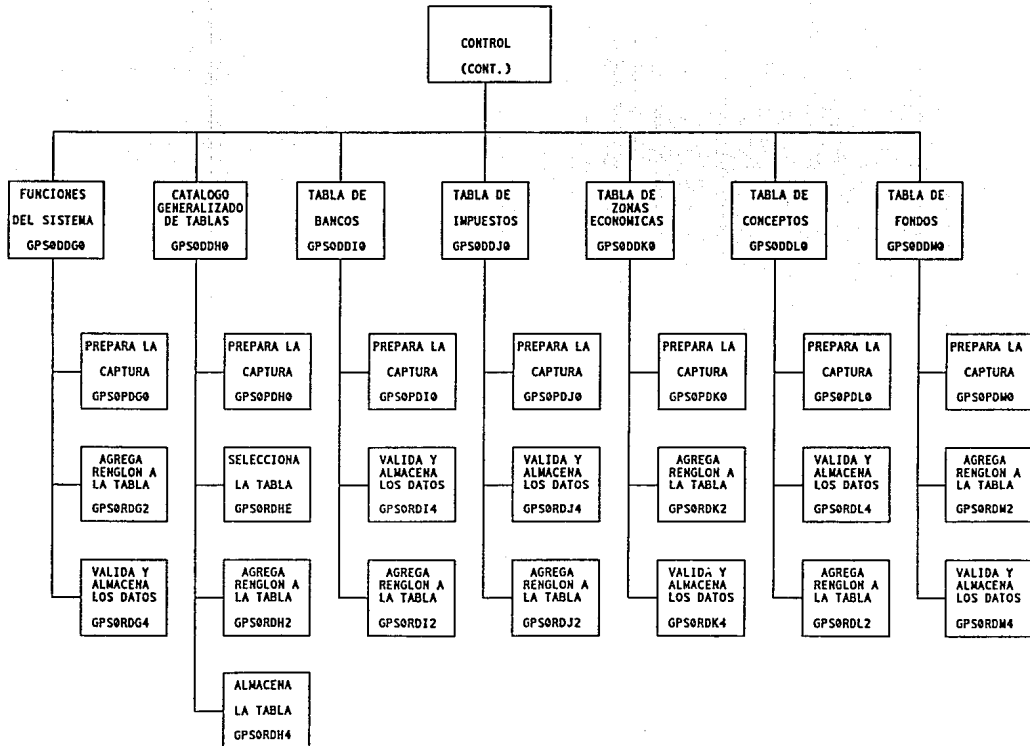 CONTROL
(CONT.)
FUNCIONES
DEL SISTEMA
GPS0DDG0
CATALOGO
GENERALIZADO
DE TABLAS
GPS0DDH0
TABLA DE
BANCOS
GPS0DDI0
TABLA DE
IMPUESTOS
GPS0DDJ0
TABLA DE
ZONAS
ECONOMICAS
GPS0DDK0
TABLA DE
CONCEPTOS
GPS0DDL0
TABLA DE
FONDOS
GPS0DDM0
PREPARA LA
CAPTURA
GPS0PDG0
PREPARA LA
CAPTURA
GPS0PDH0
PREPARA LA
CAPTURA
GPS0PDI0
PREPARA LA
CAPTURA
GPS0PDJ0
PREPARA LA
CAPTURA
GPS0PDK0
PREPARA LA
CAPTURA
GPS0PDL0
PREPARA LA
CAPTURA
GPS0PDM0
AGREGA
RENGLON A
LA TABLA
GPS0RDG2
SELECCIONA
LA TABLA
GPS0RDHE
VALIDA Y
ALMACENA
LOS DATOS
GPS0RDI4
VALIDA Y
ALMACENA
LOS DATOS
GPS0RDJ4
AGREGA
RENGLON A
LA TABLA
GPS0RDK2
VALIDA Y
ALMACENA
LOS DATOS
GPS0RDL4
AGREGA
RENGLON A
LA TABLA
GPS0RDM2
VALIDA Y
ALMACENA
LOS DATOS
GPS0RDG4
AGREGA
RENGLON A
LA TABLA
GPS0RDH2
AGREGA
RENGLON A
LA TABLA
GPS0RDI2
AGREGA
RENGLON A
LA TABLA
GPS0RDJ2
VALIDA Y
ALMACENA
LOS DATOS
GPS0RDK4
AGREGA
RENGLON A
LA TABLA
GPS0RDL2
VALIDA Y
ALMACENA
LOS DATOS
GPS0RDM4
ALMACENA
LA TABLA
GPS0RDH4